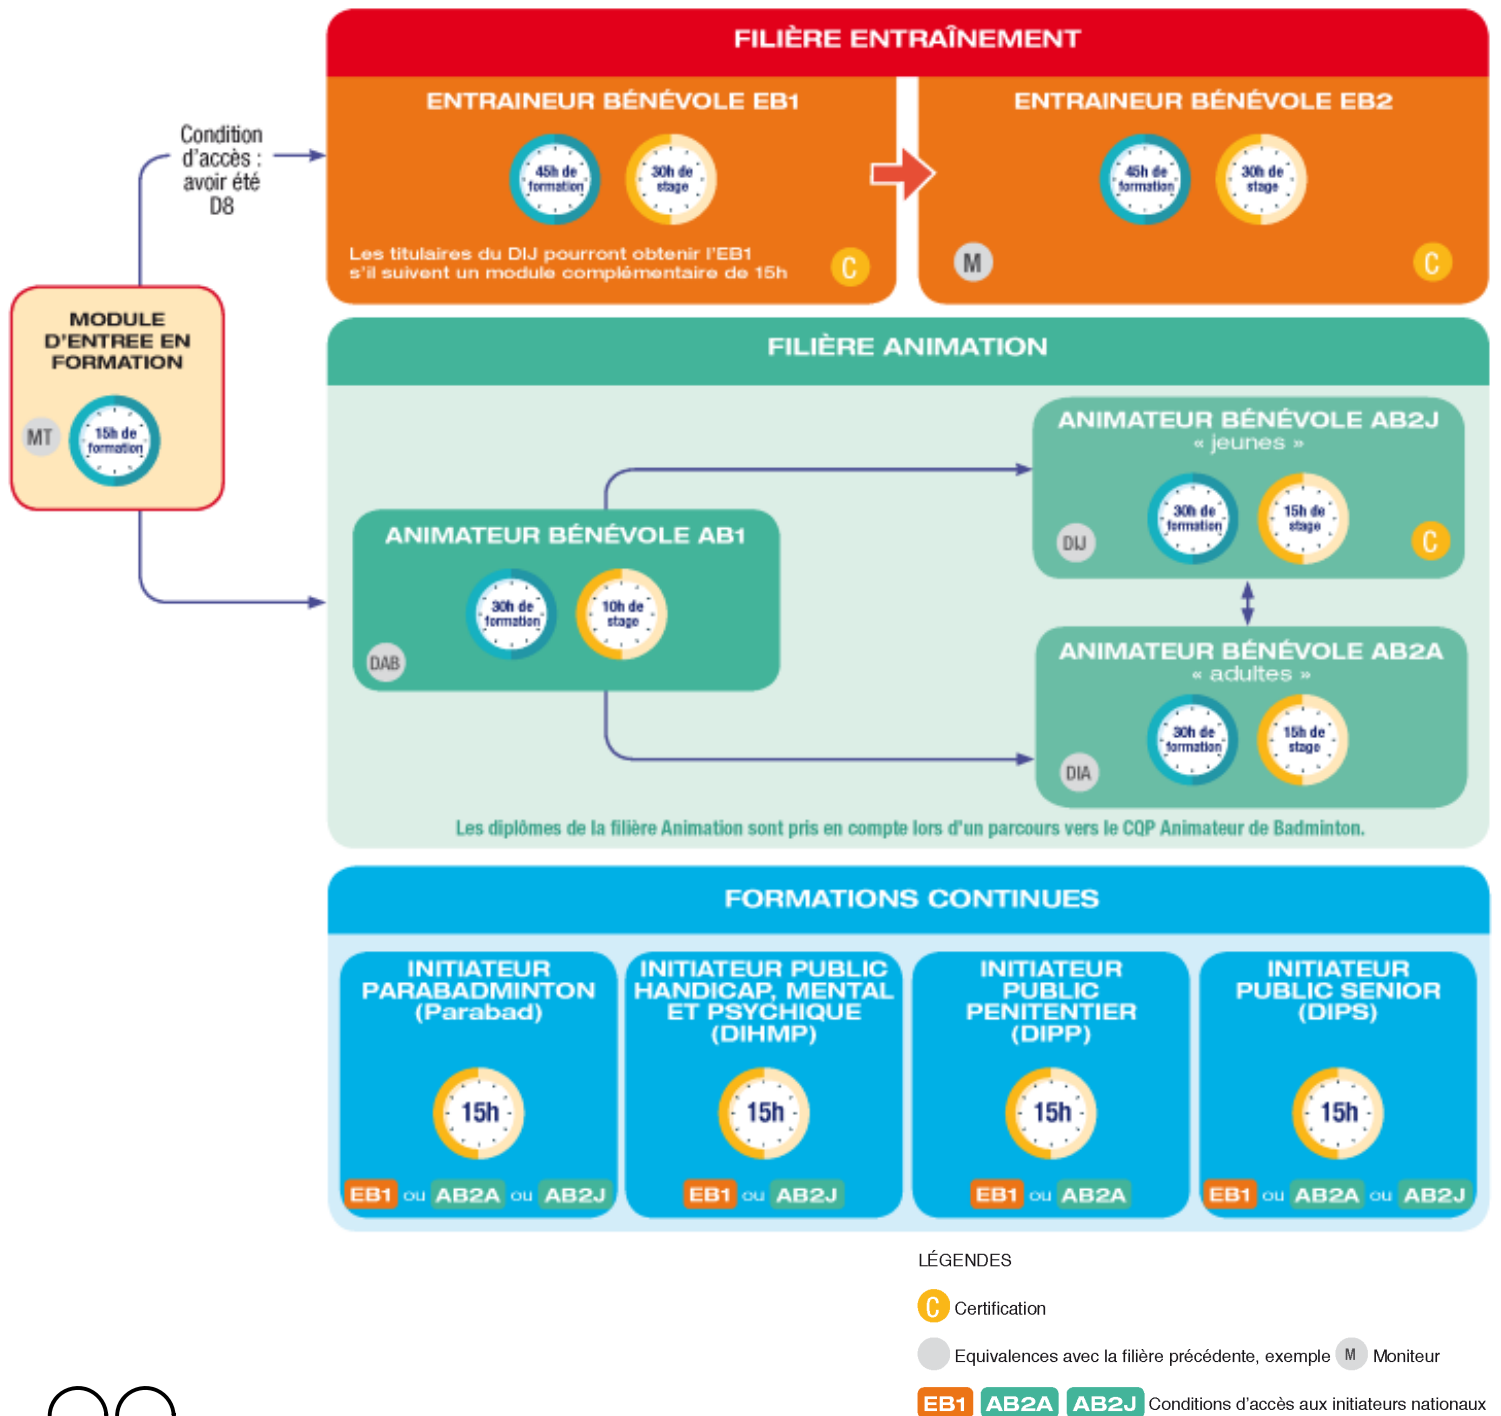 FILIÈRE ENTRAÎNEMENT
ENTRAINEUR BÉNÉVOLE EB1
45h de
formation
30h de
stage
Les titulaires du DIJ pourront obtenir l'EB1
s'il suivent un module complémentaire de 15h
C
ENTRAINEUR BÉNÉVOLE EB2
45h de
formation
30h de
stage
M
C
Condition
d'accès :
avoir été
D8
MODULE
D'ENTREE EN
FORMATION
MT
15h de
formation
FILIÈRE ANIMATION
ANIMATEUR BÉNÉVOLE AB1
30h de
formation
10h de
stage
DAB
ANIMATEUR BÉNÉVOLE AB2J
« jeunes »
30h de
formation
15h de
stage
DIJ
C
ANIMATEUR BÉNÉVOLE AB2A
« adultes »
30h de
formation
15h de
stage
DIA
Les diplômes de la filière Animation sont pris en compte lors d'un parcours vers le CQP Animateur de Badminton.
FORMATIONS CONTINUES
INITIATEUR
PARABADMINTON
(Parabad)
15h
EB1 ou AB2A ou AB2J
INITIATEUR PUBLIC
HANDICAP, MENTAL
ET PSYCHIQUE
(DIHMP)
15h
EB1 ou AB2J
INITIATEUR
PUBLIC
PENITENTIER
(DIPP)
15h
EB1 ou AB2A
INITIATEUR
PUBLIC SENIOR
(DIPS)
15h
EB1 ou AB2A ou AB2J
LÉGENDES
C Certification
Equivalences avec la filière précédente, exemple M Moniteur
EB1 AB2A AB2J Conditions d'accès aux initiateurs nationaux